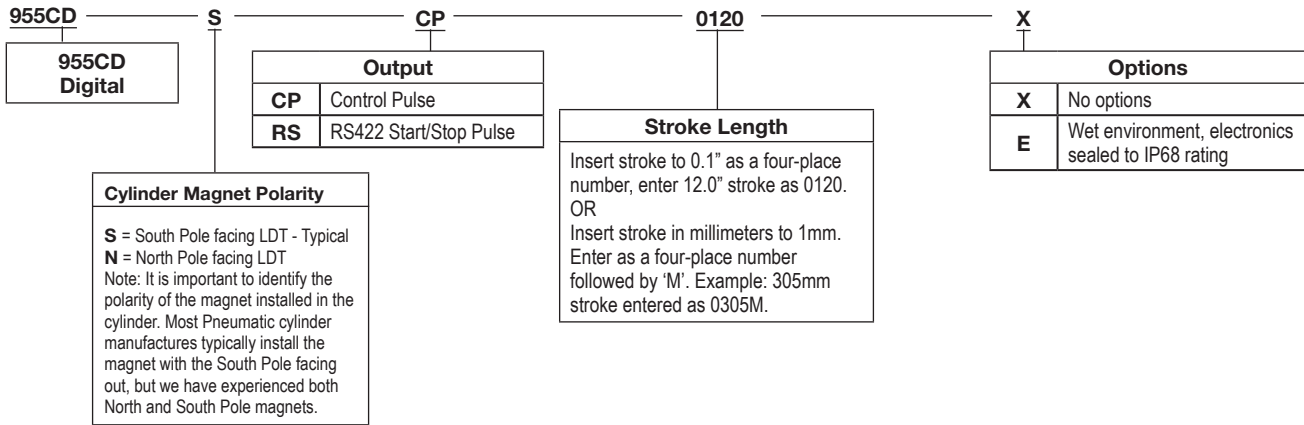 955CD S CP 0120 X
955CD
Digital
Output
CP Control Pulse
RS RS422 Start/Stop Pulse
Options
X No options
E Wet environment, electronics
sealed to IP68 rating
Stroke Length
Insert stroke to 0.1” as a four-place
number, enter 12.0” stroke as 0120.
OR
Insert stroke in millimeters to 1mm.
Enter as a four-place number
followed by ‘M’. Example: 305mm
stroke entered as 0305M.
Cylinder Magnet Polarity
S = South Pole facing LDT - Typical
N = North Pole facing LDT
Note: It is important to identify the
polarity of the magnet installed in the
cylinder. Most Pneumatic cylinder
manufactures typically install the
magnet with the South Pole facing
out, but we have experienced both
North and South Pole magnets.